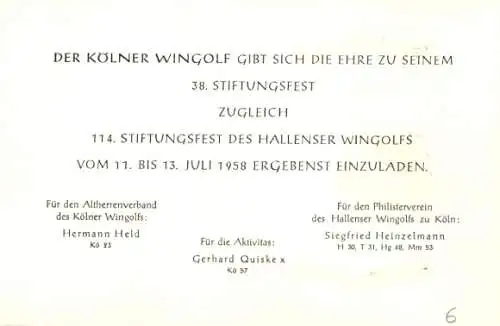 DER KÖLNER WINGOLF GIBT SICH DIE EHRE ZU SEINEM
38. STIFTUNGSFEST
ZUGLEICH
114. STIFTUNGSFEST DES HALLENSER WINGOLFS
VOM 11. BIS 13. JULI 1958 ERGEBENST EINZULADEN.
Für den Altherrenverband
des Kölner Wingolfs:
Hermann Held
Kö 23
Für die Aktivitas:
Gerhard Quiske x
Kö 57
Für den Philisterverein
des Hallenser Wingolfs zu Köln:
Siegfried Heinzelmann
H 30, T 31, Hg 48, Mm 53
6